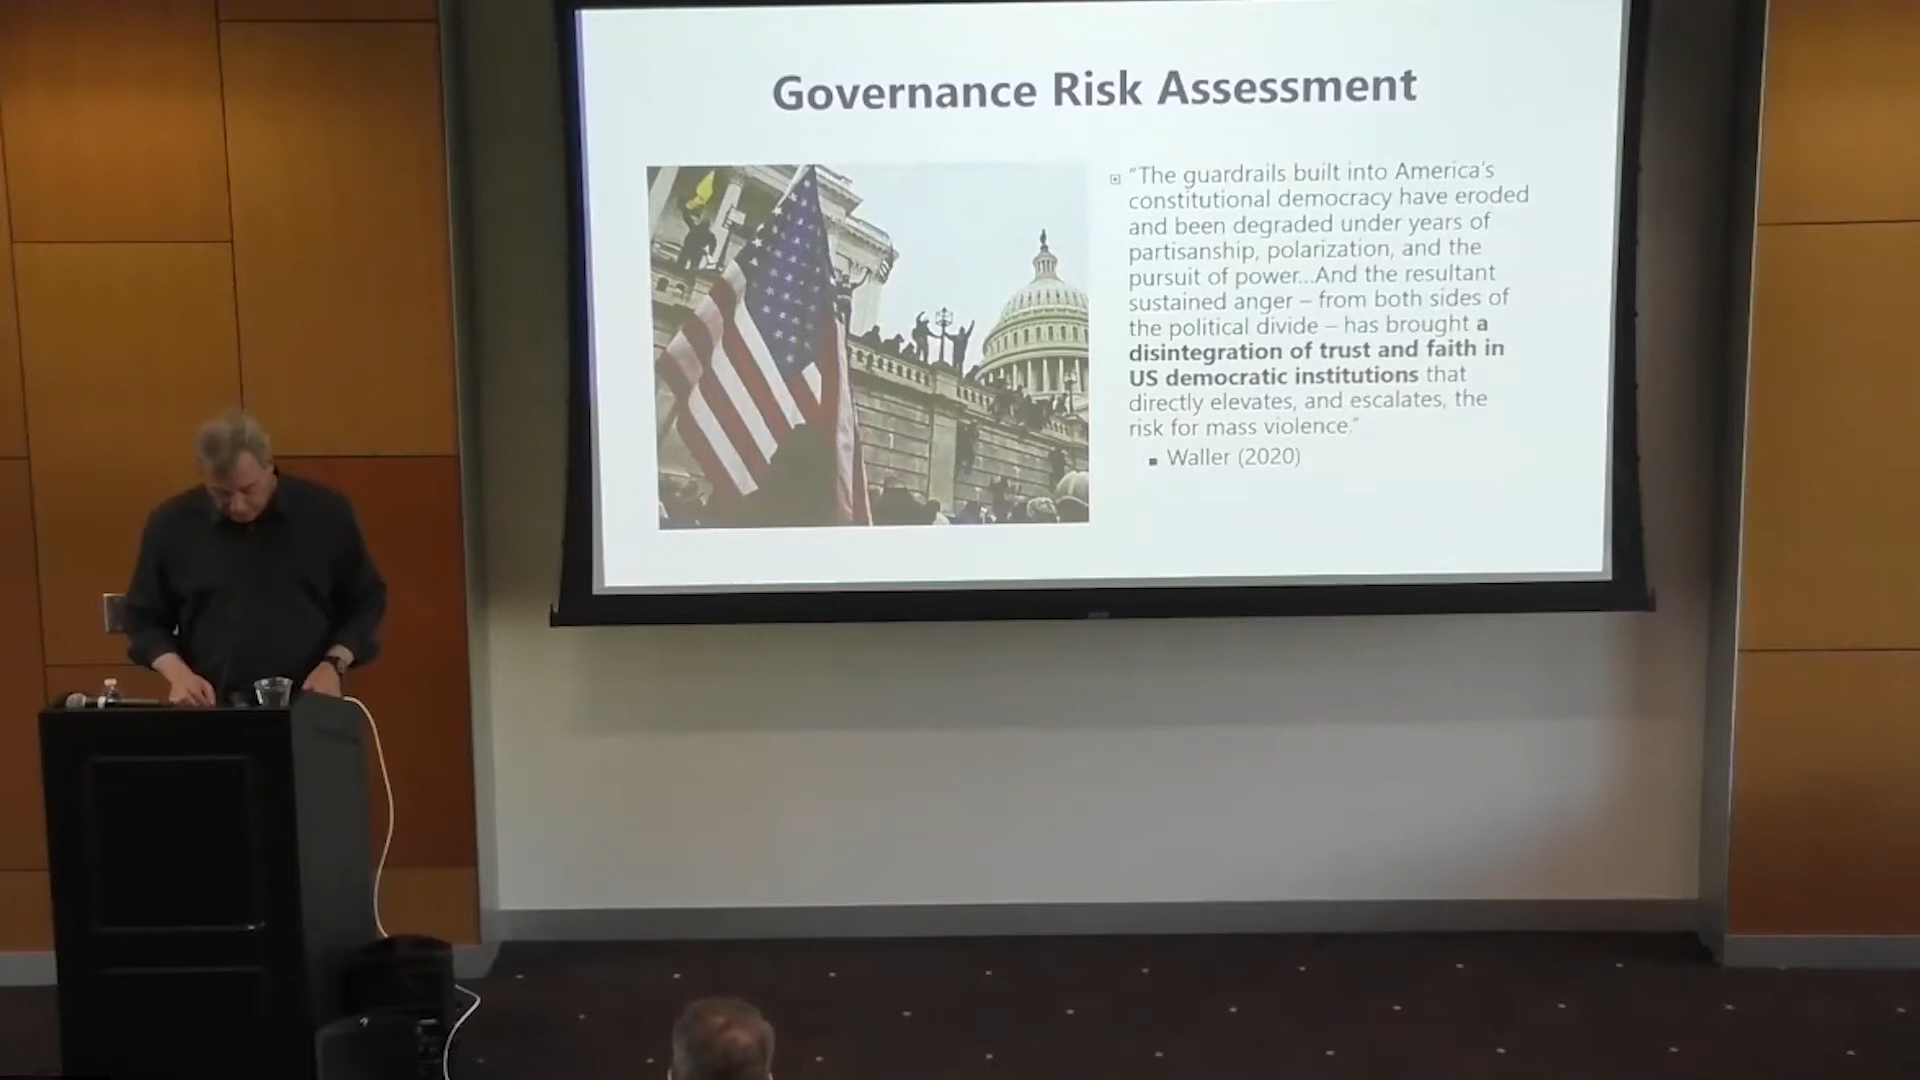 Governance Risk Assessment
“The guardrails built into America’s
constitutional democracy have eroded
and been degraded under years of
partisanship, polarization, and the
pursuit of power...And the resultant
sustained anger – from both sides of
the political divide – has brought a
disintegration of trust and faith in
US democratic institutions that
directly elevates, and escalates, the
risk for mass violence.”
Waller (2020)